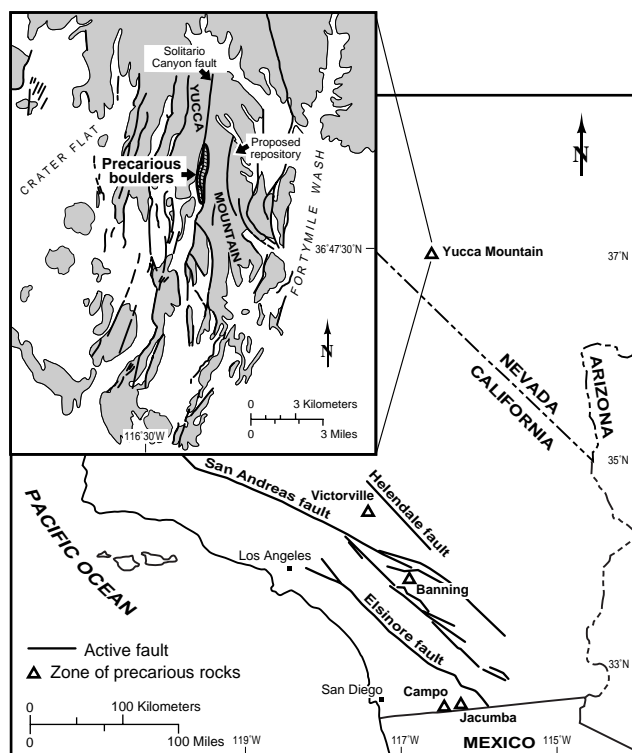 Solitario
Canyon fault
YUCCA
MOUNTAIN
Proposed
repository
Precarious
boulders
CRATER FLAT
FORTYMILE WASH
36˚47'30"N
N
0 3 Kilometers
0 3 Miles
116˚30'W
N
37˚N
Yucca Mountain
NEVADA
CALIFORNIA
ARIZONA
35˚N
San Andreas fault
Victorville
Helendale fault
PACIFIC OCEAN
Los Angeles
Banning
Elsinore fault
Active fault
Zone of precarious rocks
33˚N
San Diego
Campo
Jacumba
0 100 Kilometers
0 100 Miles
119˚W
117˚W
MEXICO
115˚W